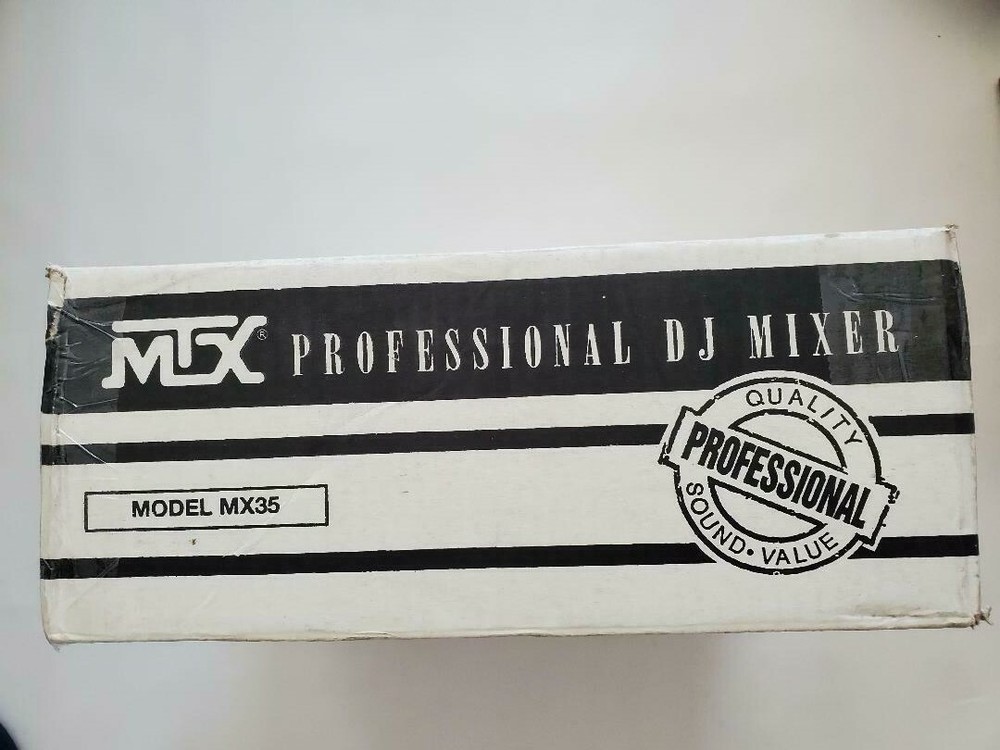 MTX® PROFESSIONAL DJ MIXER
MODEL MX35
QUALITY
PROFESSIONAL
SOUND • VALUE